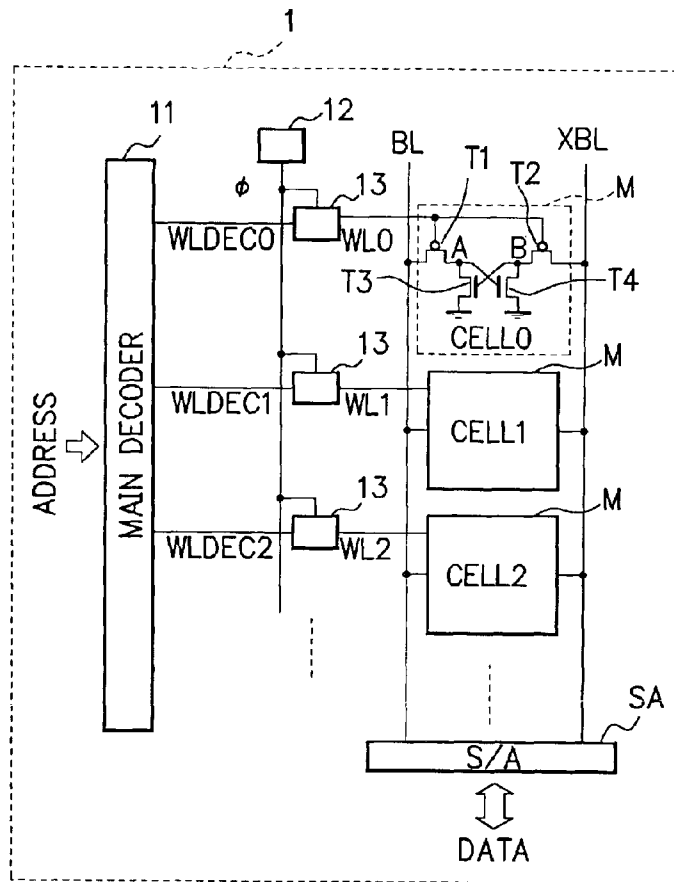 1
11
12
BL
XBL
T1
T2
M
φ
13
WLDEC0
WL0
A
B
T3
T4
CELL0
13
M
WLDEC1
WL1
CELL1
ADDRESS
MAIN DECODER
13
M
WLDEC2
WL2
CELL2
SA
S/A
DATA